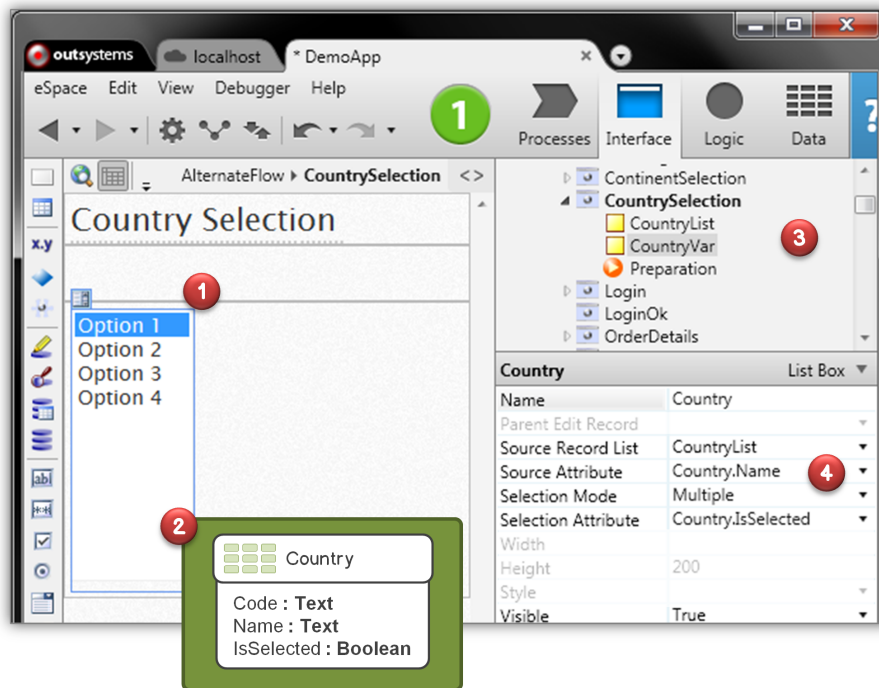 outsystems
localhost
* DemoApp
eSpace Edit View Debugger Help
1
Processes Interface Logic Data
?
AlternateFlow CountrySelection <>
x.y
Country Selection
1
Option 1
Option 2
Option 3
Option 4
ContinentSelection
CountrySelection
CountryList
CountryVar
Preparation
Login
LoginOk
OrderDetails
3
Country List Box
Name Country
Parent Edit Record
Source Record List CountryList
Source Attribute Country.Name
Selection Mode Multiple
Selection Attribute Country.IsSelected
Width
Height 200
Style
Visible True
4
ab
2
Country
Code : Text
Name : Text
IsSelected : Boolean